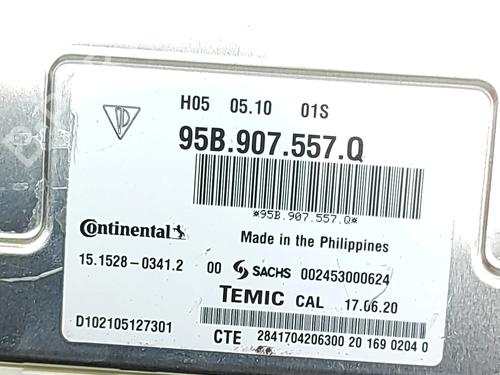 H05 05.10 01S
95B.907.557.Q
*95B.907.557.Q*
Continental
Made in the Philippines
15.1528-0341.2 00 SACHS 002453000624
TEMIC CAL 17.06.20
D102105127301
CTE 2841704206300 20 169 0204 0